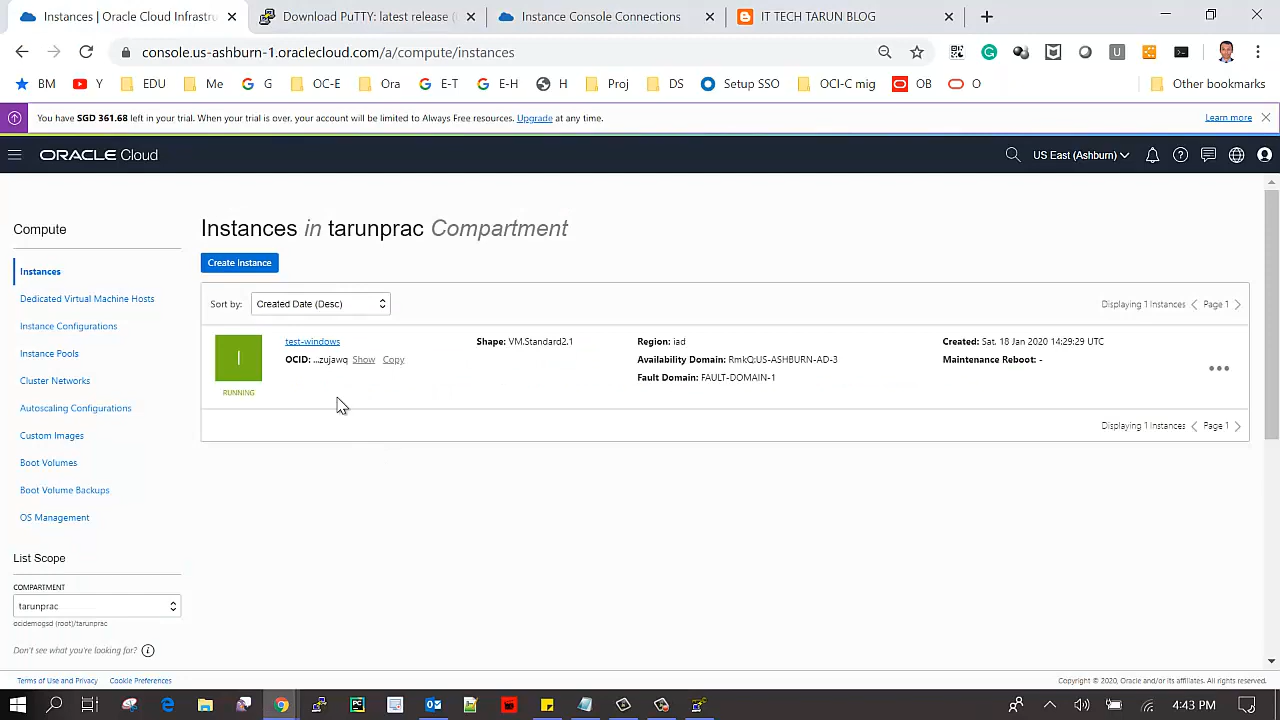 Instances | Oracle Cloud Infrastru
Download PuTTY: latest release (
Instance Console Connections
IT TECH TARUN BLOG
console.us-ashburn-1.oraclecloud.com/a/compute/instances
BM
Y
EDU
Me
G
OC-E
Ora
E-T
E-H
H
Proj
DS
Setup SSO
OCI-C mig
OB
O
Other bookmarks
You have SGD 361.68 left in your trial. When your trial is over, your account will be limited to Always Free resources. Upgrade at any time.
Learn more
ORACLE Cloud
US East (Ashburn)
Compute
Instances
Dedicated Virtual Machine Hosts
Instance Configurations
Instance Pools
Cluster Networks
Autoscaling Configurations
Custom Images
Boot Volumes
Boot Volume Backups
OS Management
List Scope
COMPARTMENT
tarunprac
ocidemogsd (root)/tarunprac
Don't see what you're looking for?
Instances in tarunprac Compartment
Create Instance
Sort by: Created Date (Desc)
Displaying 1 Instances < Page 1 >
I
RUNNING
test-windows
OCID: ...zujawq Show Copy
Shape: VM.Standard2.1
Region: iad
Availability Domain: RmkQ:US-ASHBURN-AD-3
Fault Domain: FAULT-DOMAIN-1
Created: Sat, 18 Jan 2020 14:29:29 UTC
Maintenance Reboot: -
Displaying 1 Instances < Page 1 >
Terms of Use and Privacy Cookie Preferences
Copyright © 2020, Oracle and/or its affiliates. All rights reserved.
4:43 PM